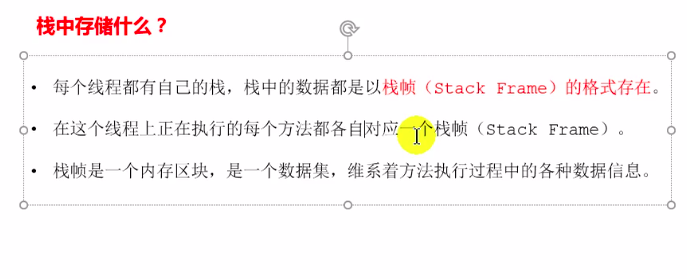 栈中存储什么？
• 每个线程都有自己的栈，栈中的数据都是以栈帧（Stack Frame）的格式存在。
• 在这个线程上正在执行的每个方法都各自对应一个栈帧（Stack Frame）。
• 栈帧是一个内存区块，是一个数据集，维系着方法执行过程中的各种数据信息。